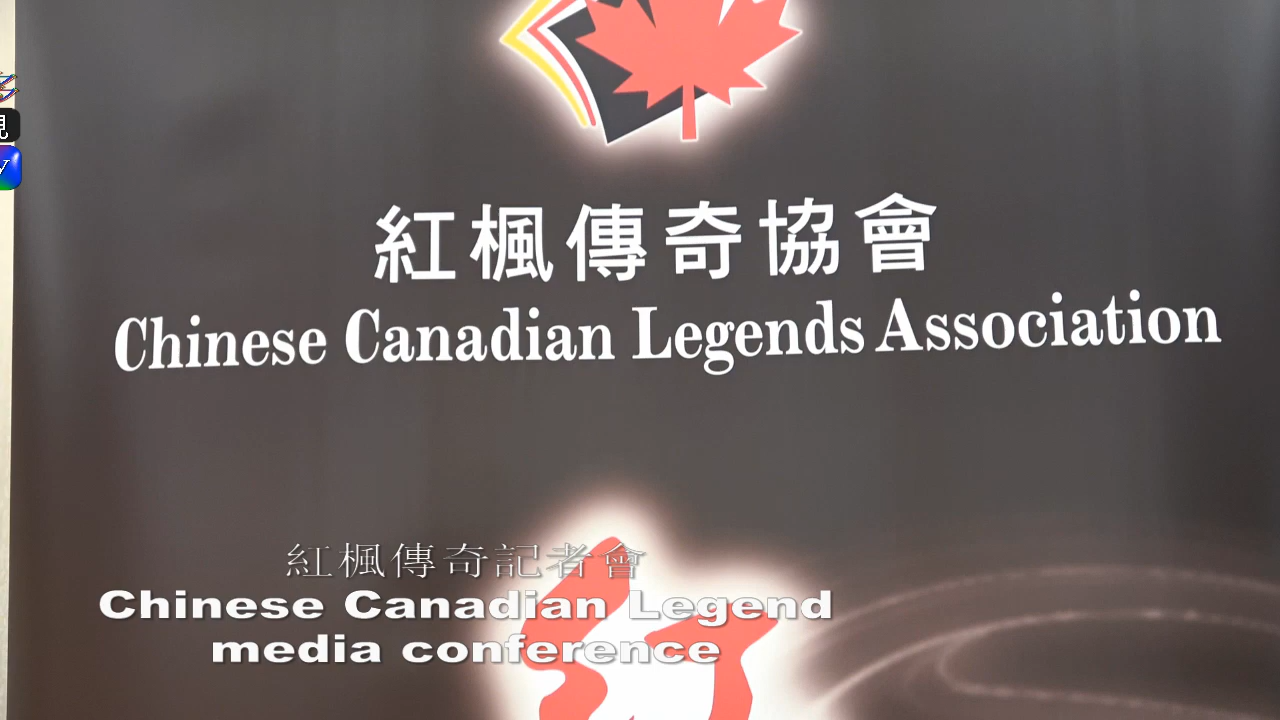 紅楓傳奇協會
Chinese Canadian Legends Association
紅楓傳奇記者會
Chinese Canadian Legend
media conference